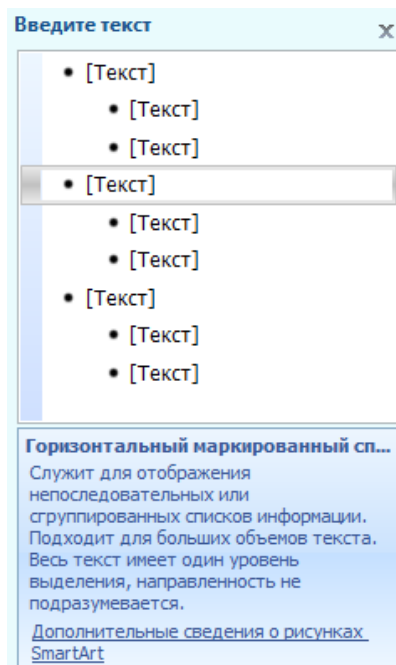 Введите текст
x
• [Текст]
• [Текст]
• [Текст]
• [Текст]
• [Текст]
• [Текст]
• [Текст]
• [Текст]
• [Текст]
Горизонтальный маркированный сп...
Служит для отображения
непоследовательных или
сгруппированных списков информации.
Подходит для больших объемов текста.
Весь текст имеет один уровень
выделения, направленность не
подразумевается.
Дополнительные сведения о рисунках
SmartArt